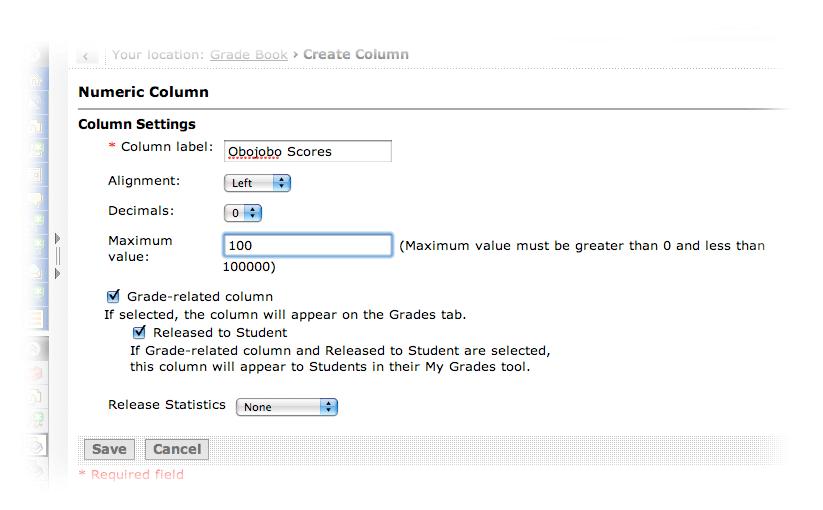 Your location: Grade Book › Create Column
Numeric Column
Column Settings
* Column label: Obojobo Scores
Alignment: Left
Decimals: 0
Maximum value: 100 (Maximum value must be greater than 0 and less than
100000)
Grade-related column
If selected, the column will appear on the Grades tab.
Released to Student
If Grade-related column and Released to Student are selected,
this column will appear to Students in their My Grades tool.
Release Statistics None
Save Cancel
* Required field